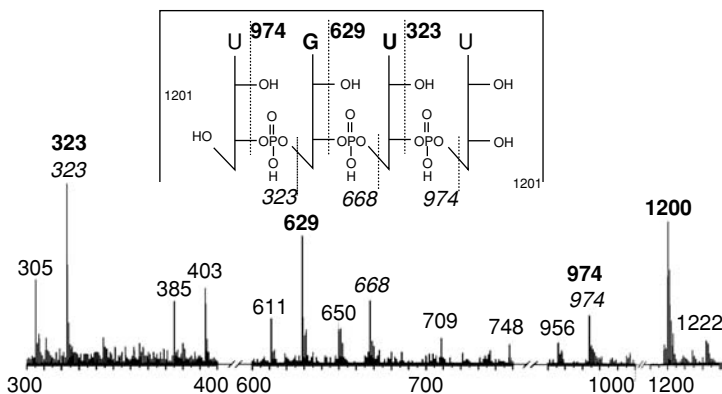 U 974 G 629 U 323 U
OH OH OH OH
1201
O O O
HO OPO OPO OPO OH
O O O
H H H
323 668 974 1201
323
323
305
385
403
611
629
650
668
709
748
956
974
974
1200
1222
300 400 600 700 1000 1200